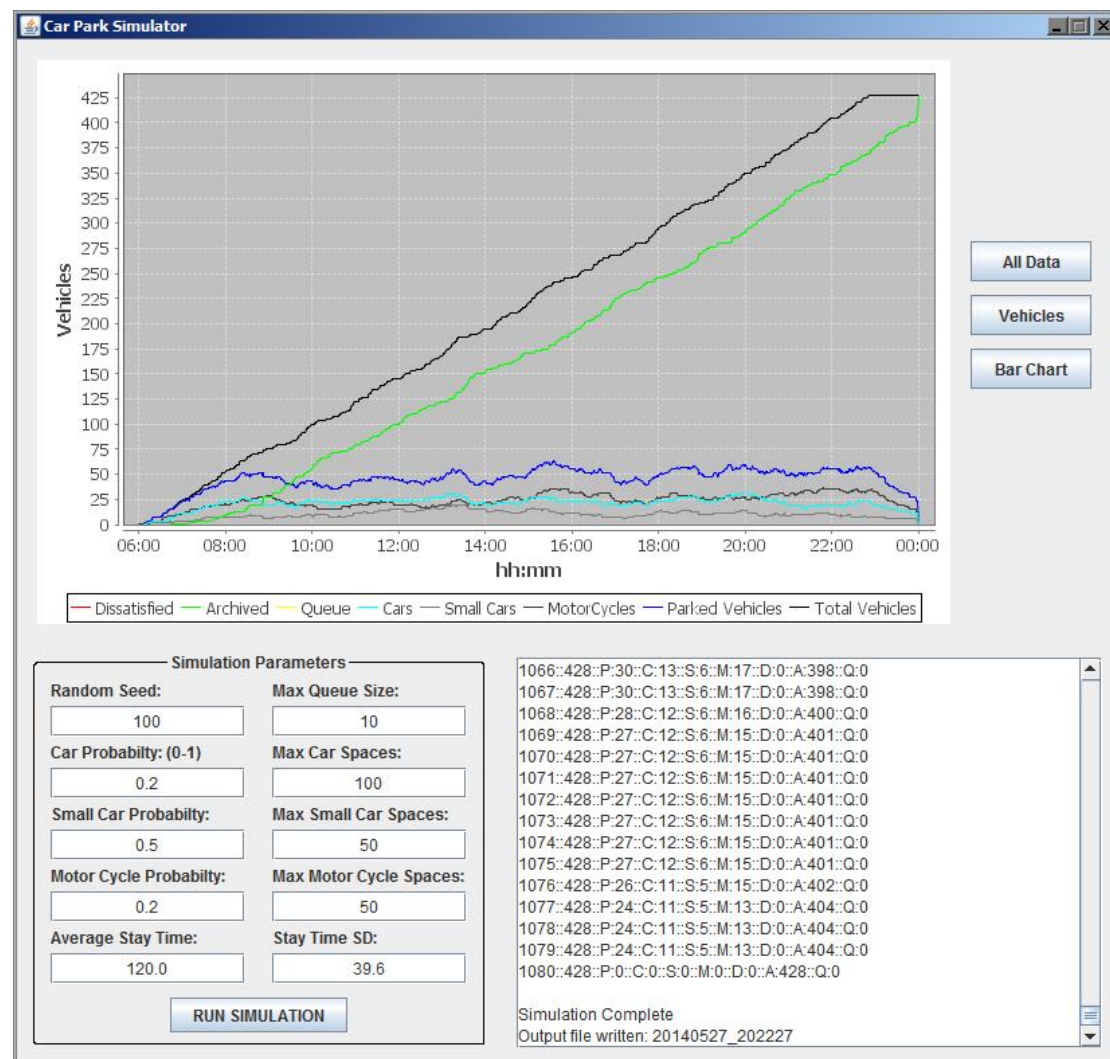 Car Park Simulator
425
400
375
350
325
300
275
250
225
200
175
150
125
100
75
50
25
0
Vehicles
06:00 08:00 10:00 12:00 14:00 16:00 18:00 20:00 22:00 00:00
hh:mm
Dissatisfied Archived Queue Cars Small Cars MotorCycles Parked Vehicles Total Vehicles
All Data
Vehicles
Bar Chart
Simulation Parameters
Random Seed: Max Queue Size:
100 10
Car Probabilty: (0-1) Max Car Spaces:
0.2 100
Small Car Probabilty: Max Small Car Spaces:
0.5 50
Motor Cycle Probabilty: Max Motor Cycle Spaces:
0.2 50
Average Stay Time: Stay Time SD:
120.0 39.6
RUN SIMULATION
1066::428::P:30::C:13::S:6::M:17::D:0::A:398::Q:0
1067::428::P:30::C:13::S:6::M:17::D:0::A:398::Q:0
1068::428::P:28::C:12::S:6::M:16::D:0::A:400::Q:0
1069::428::P:27::C:12::S:6::M:15::D:0::A:401::Q:0
1070::428::P:27::C:12::S:6::M:15::D:0::A:401::Q:0
1071::428::P:27::C:12::S:6::M:15::D:0::A:401::Q:0
1072::428::P:27::C:12::S:6::M:15::D:0::A:401::Q:0
1073::428::P:27::C:12::S:6::M:15::D:0::A:401::Q:0
1074::428::P:27::C:12::S:6::M:15::D:0::A:401::Q:0
1075::428::P:27::C:12::S:6::M:15::D:0::A:401::Q:0
1076::428::P:26::C:11::S:5::M:15::D:0::A:402::Q:0
1077::428::P:24::C:11::S:5::M:13::D:0::A:404::Q:0
1078::428::P:24::C:11::S:5::M:13::D:0::A:404::Q:0
1079::428::P:24::C:11::S:5::M:13::D:0::A:404::Q:0
1080::428::P:0::C:0::S:0::M:0::D:0::A:428::Q:0
Simulation Complete
Output file written: 20140527_202227